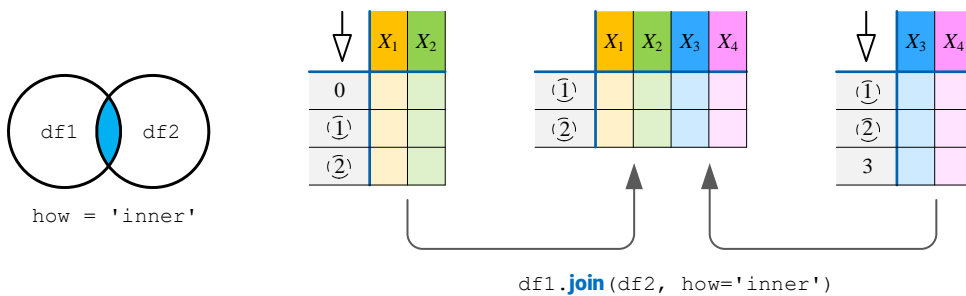 X1 X2
0
1
2
X1 X2 X3 X4
1
2
X3 X4
1
2
3
df1 df2
how = 'inner'
df1.join(df2, how='inner')